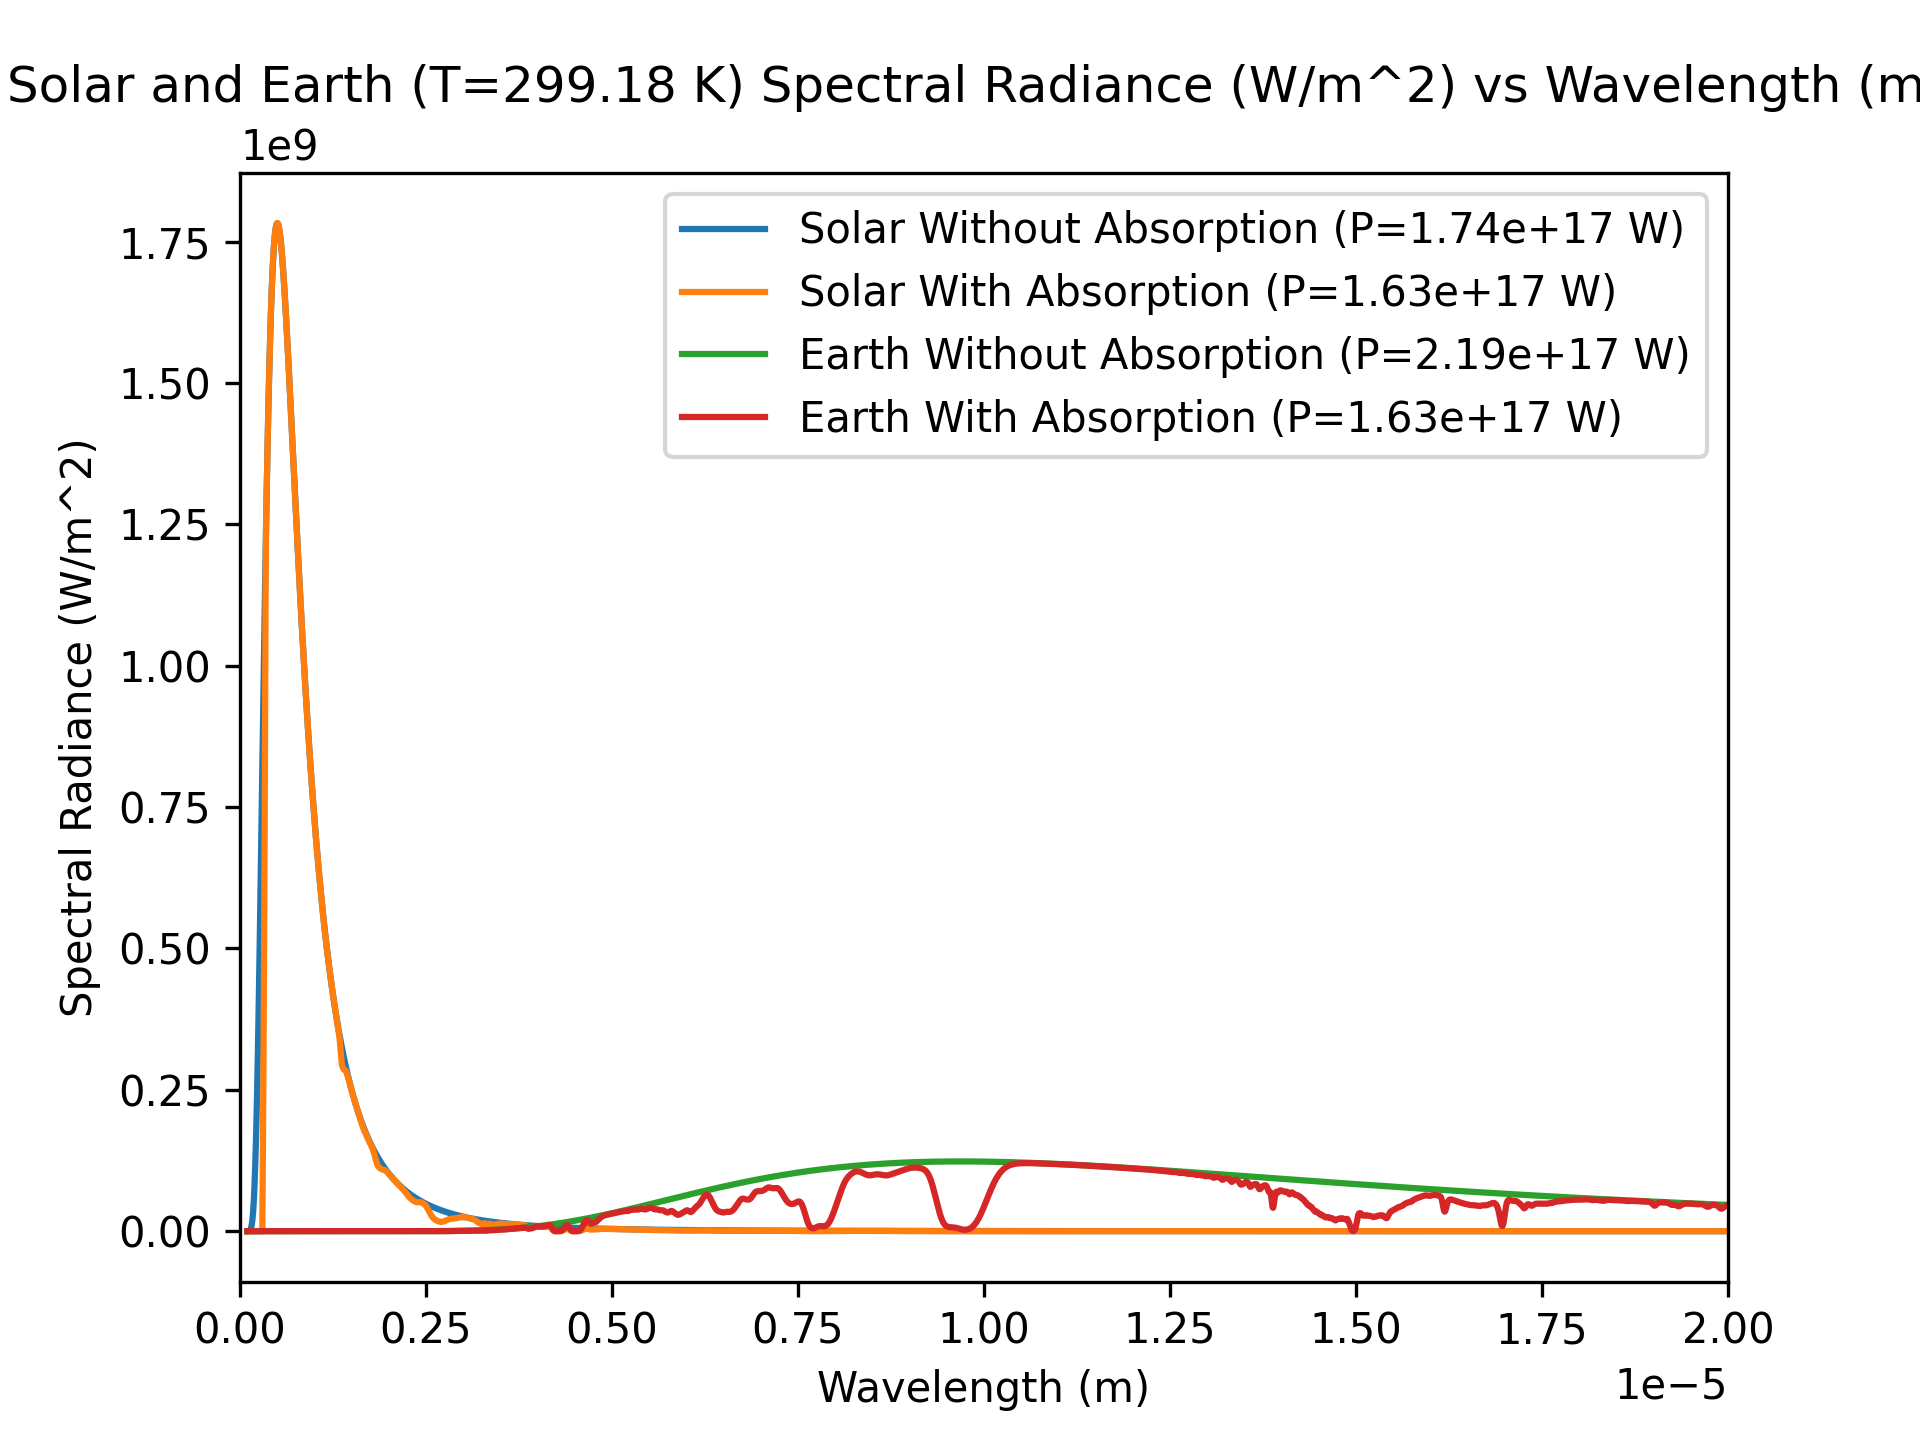 Solar and Earth (T=299.18 K) Spectral Radiance (W/m^2) vs Wavelength (m
1e9
Solar Without Absorption (P=1.74e+17 W)
Solar With Absorption (P=1.63e+17 W)
Earth Without Absorption (P=2.19e+17 W)
Earth With Absorption (P=1.63e+17 W)
Spectral Radiance (W/m^2)
1.75
1.50
1.25
1.00
0.75
0.50
0.25
0.00
0.00 0.25 0.50 0.75 1.00 1.25 1.50 1.75 2.00
Wavelength (m)
1e−5